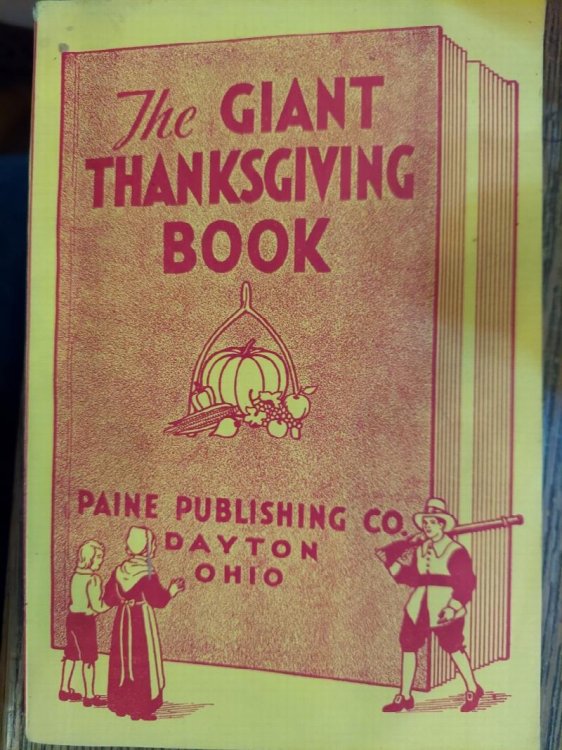 The GIANT
THANKSGIVING
BOOK
PAINE PUBLISHING CO.
DAYTON
OHIO